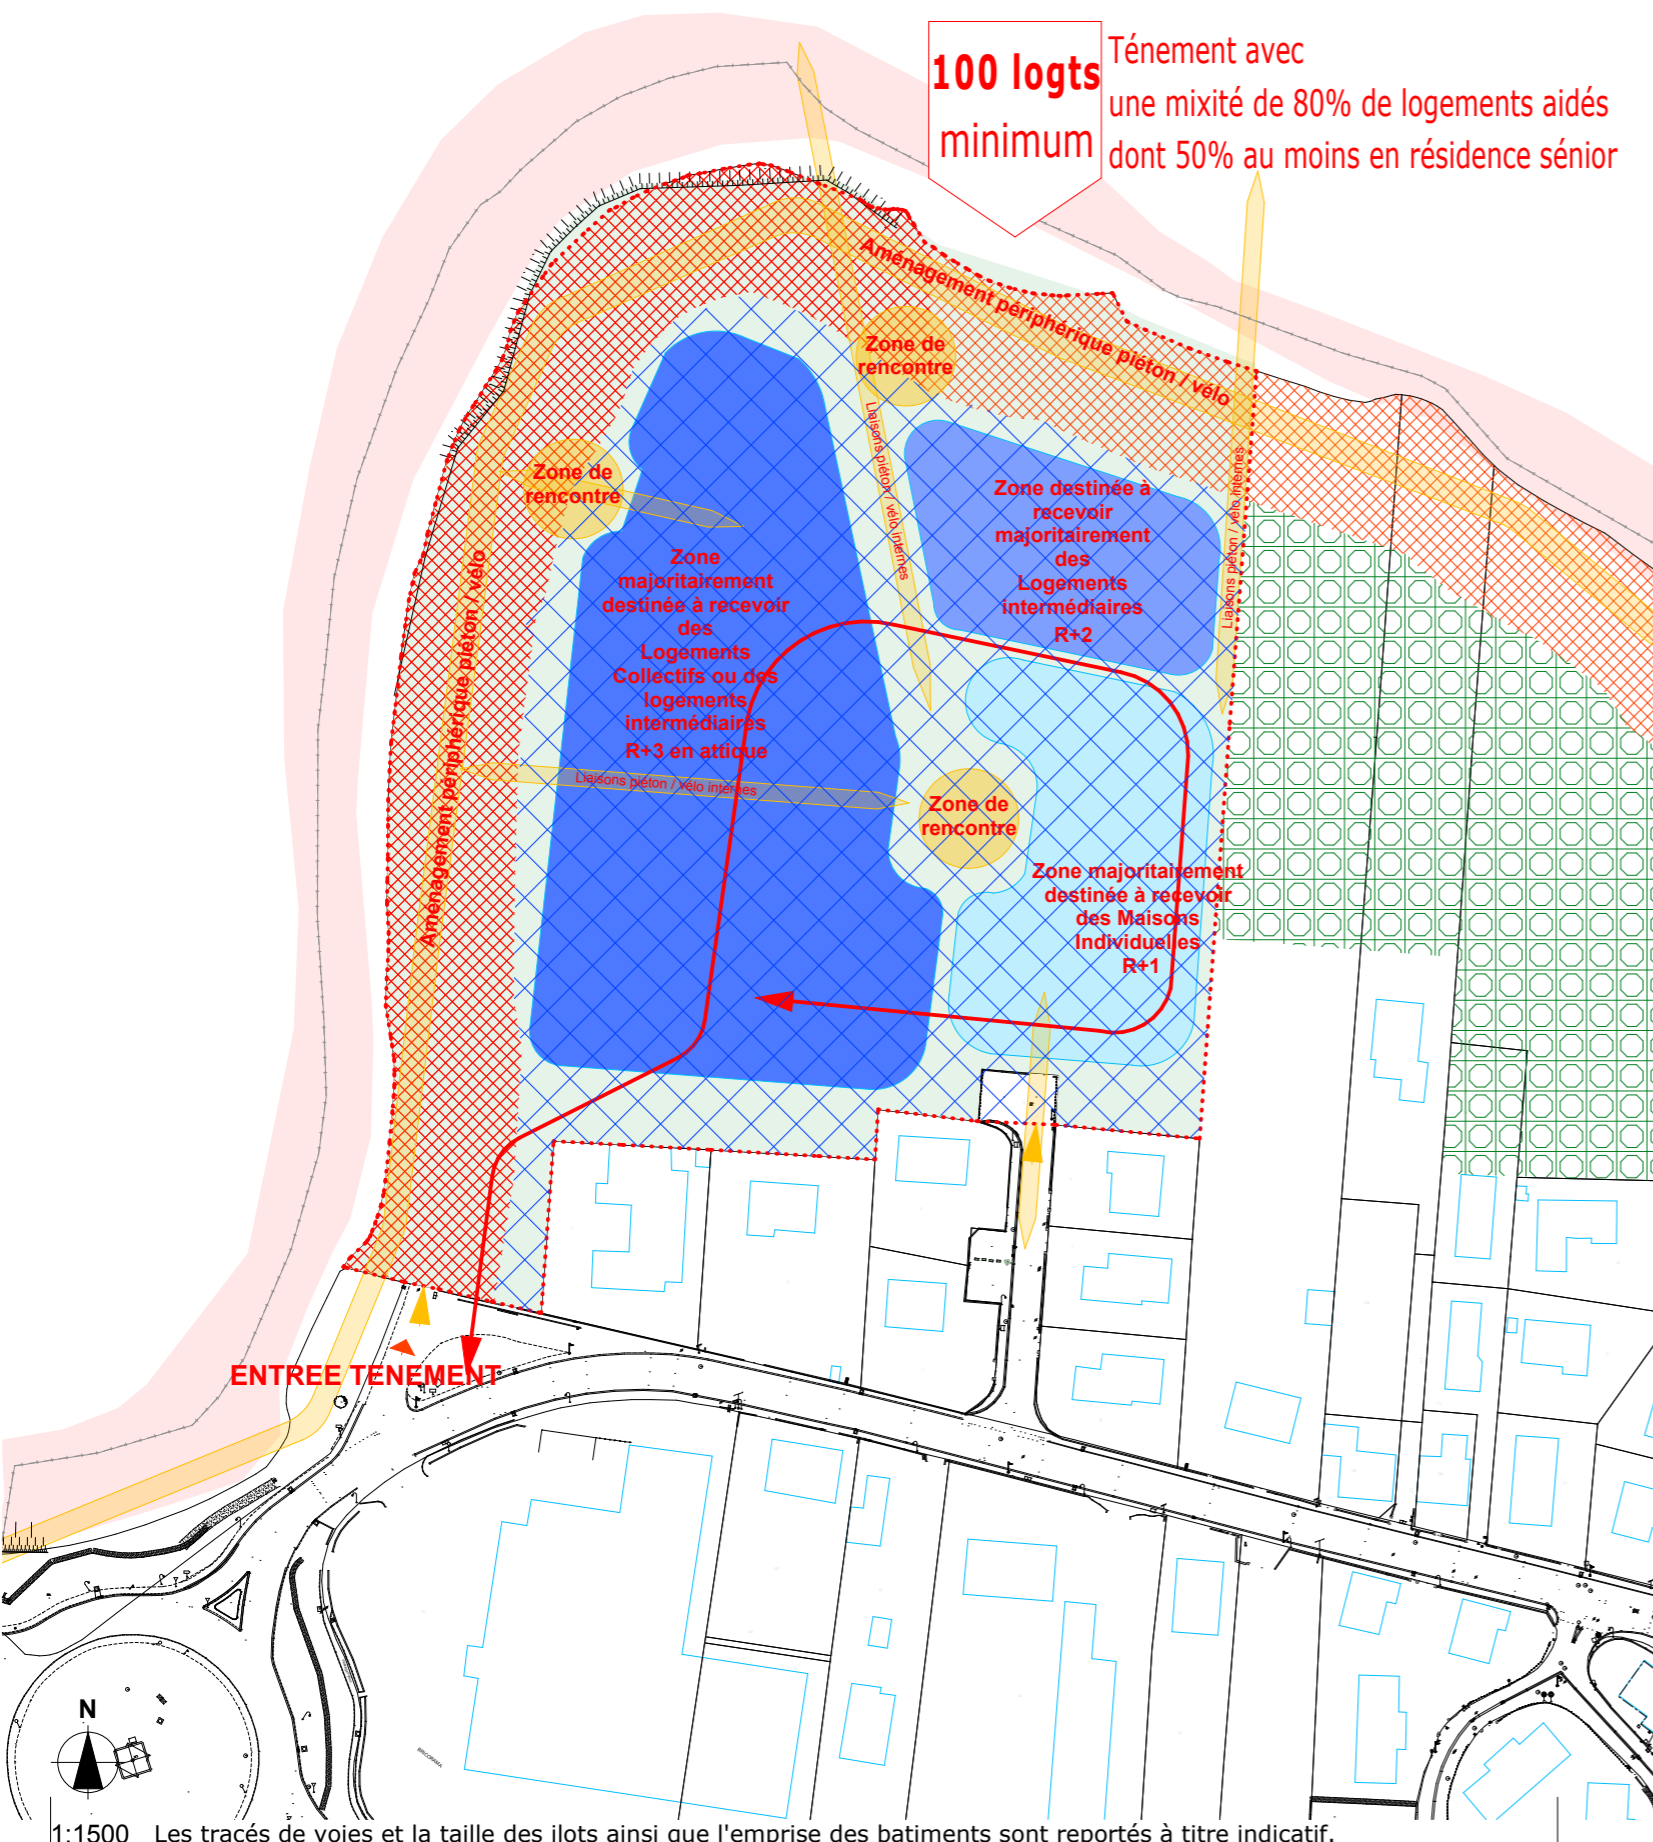 100 logts
minimum
Ténement avec
une mixité de 80% de logements aidés
dont 50% au moins en résidence sénior
Aménagement périphérique piéton / vélo
Zone de
rencontre
Liaisons piéton / vélo internes
Zone de
rencontre
Zone destinée à
recevoir
majoritairement
des
Logements
intermédiaires
R+2
Liaisons piéton / vélo internes
Zone
majoritairement
destinée à recevoir
des
Logements
Collectifs ou des
logements
intermédiaires
R+3 en attique
Aménagement périphérique piéton / vélo
Liaisons piéton / vélo internes
Zone de
rencontre
Zone majoritairement
destinée à recevoir
des Maisons
Individuelles
R+1
ENTREE TENEMENT
N
1:1500 Les tracés de voies et la taille des ilots ainsi que l'emprise des batiments sont reportés à titre indicatif.